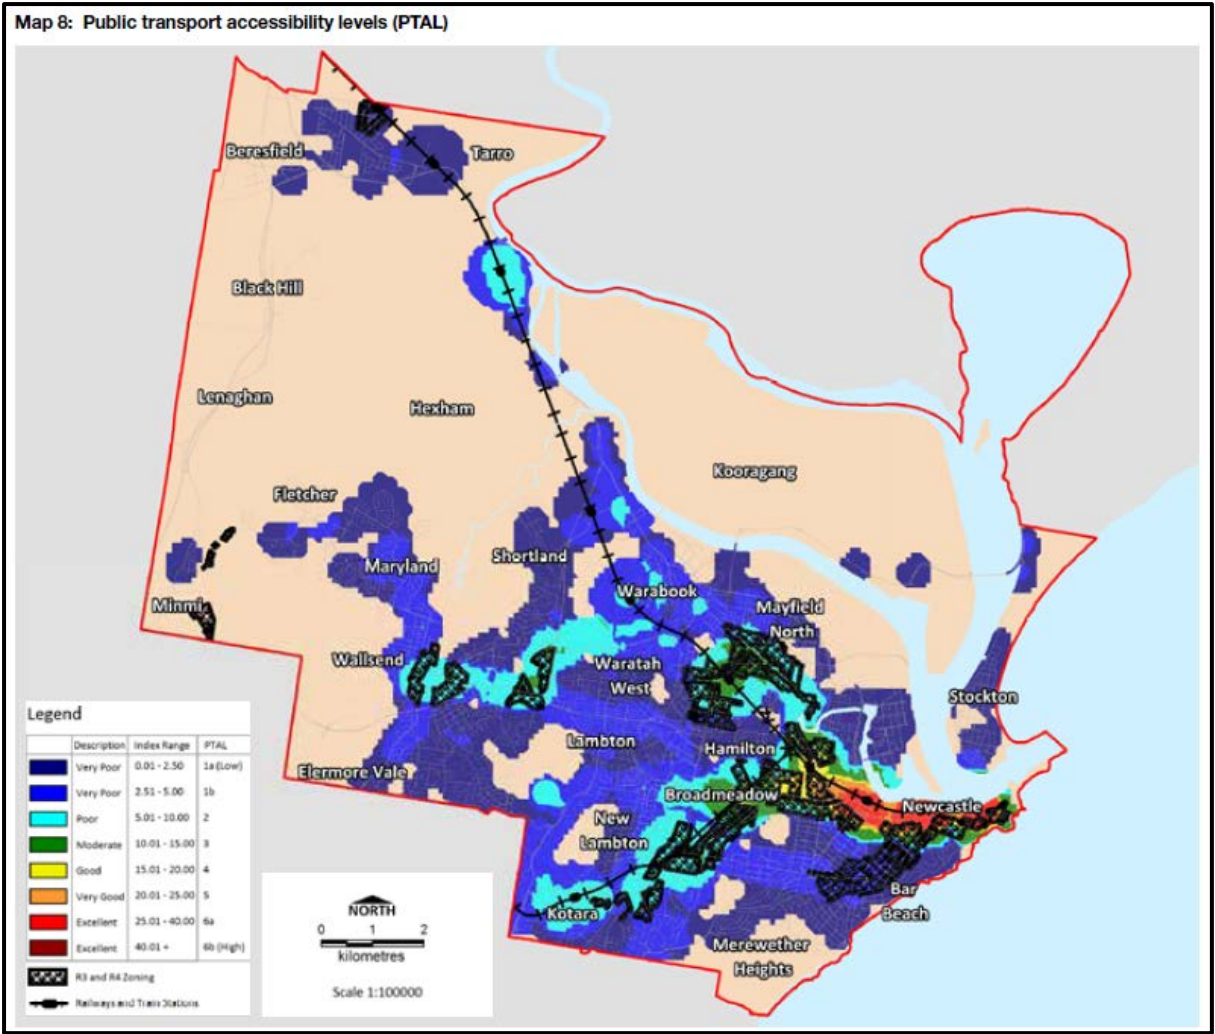 Map 8: Public transport accessibility levels (PTAL)
Beresfield
Tarro
Black Hill
Lenaghan
Hexham
Kooragang
Fletcher
Shortland
Maryland
Warabook
Minmi
Mayfield
North
Wallsend
Waratah
West
Stockton
Lambton
Hamilton
Elermore Vale
Broadmeadow
Newcastle
New
Lambton
Bar
Beach
Kotara
Merewether
Heights
Legend
Description Index Range PTAL
Very Poor 0.01 - 2.50 1a (Low)
Very Poor 2.51 - 5.00 1b
Poor 5.01 - 10.00 2
Moderate 10.01 - 15.00 3
Good 15.01 - 20.00 4
Very Good 20.01 - 25.00 5
Excellent 25.01 - 40.00 6a
Excellent 40.01 + 6b (High)
R3 and R4 Zoning
Railways and Train Stations
NORTH
0 1 2
kilometres
Scale 1:100000